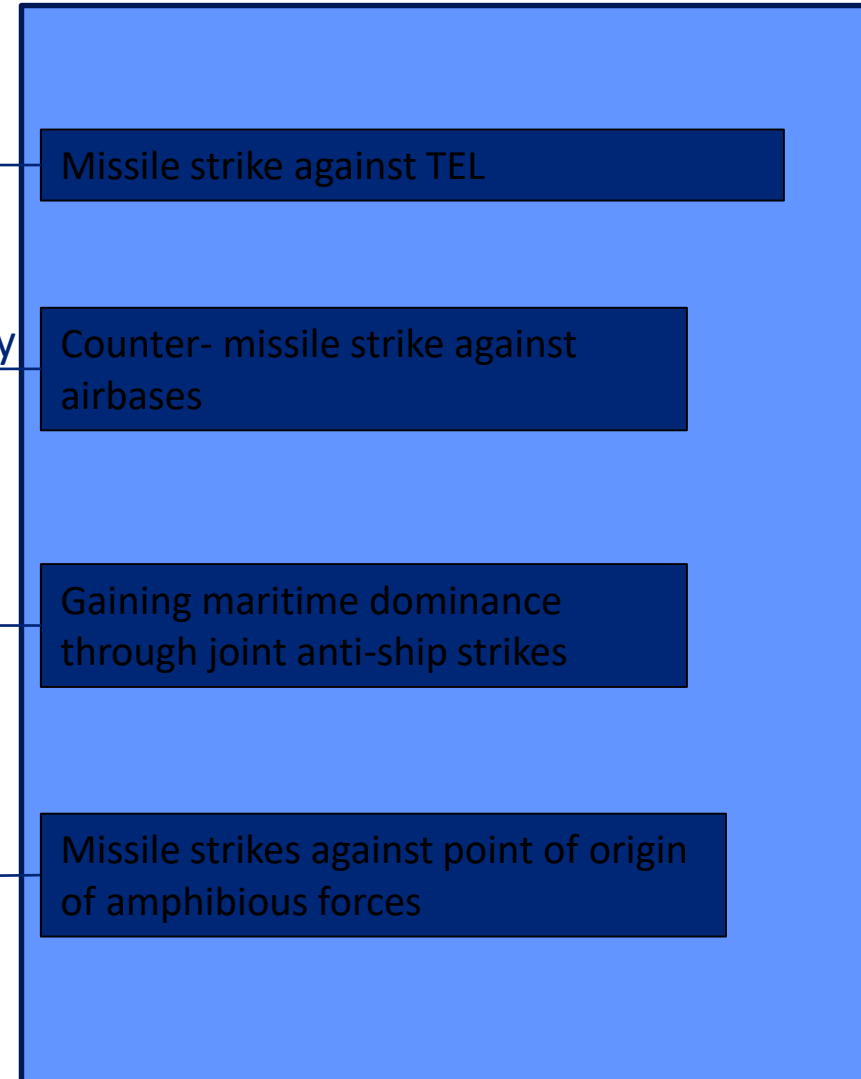 Missile strike against TEL
y
Counter- missile strike against
airbases
Gaining maritime dominance
through joint anti-ship strikes
Missile strikes against point of origin
of amphibious forces